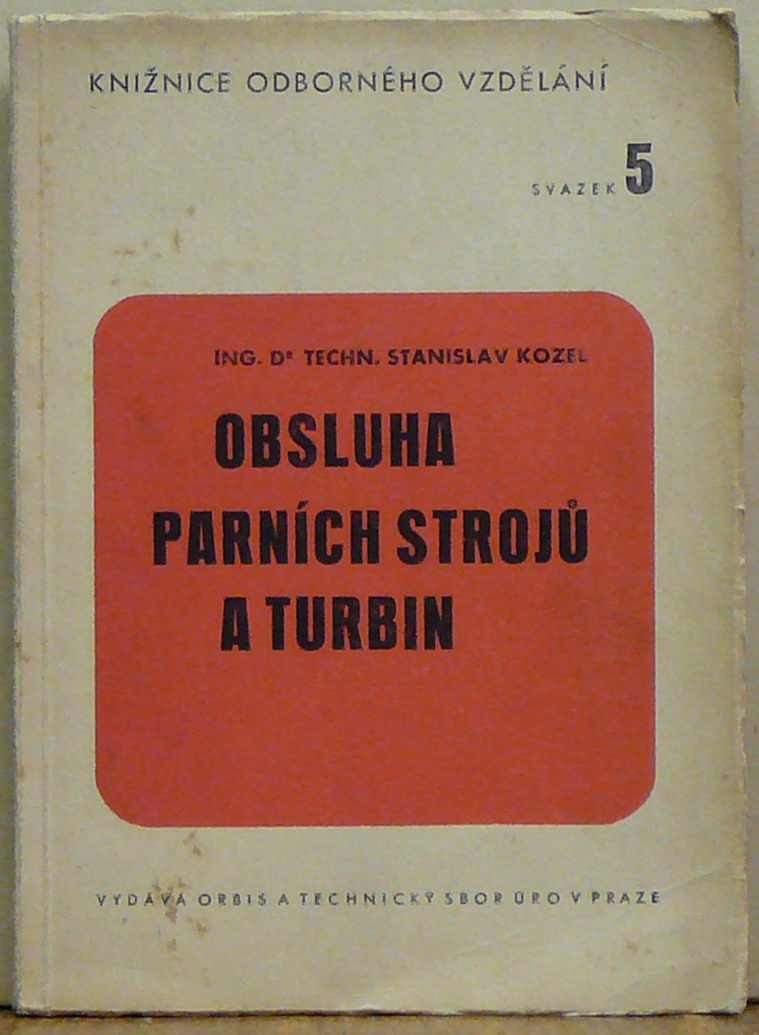 KNIŽNICE ODBORNÉHO VZDĚLÁNÍ
SVAZEK 5
ING. DR TECHN. STANISLAV KOZEL
OBSLUHA
PARNÍCH STROJŮ
A TURBIN
VYDÁVÁ ORBIS A TECHNICKÝ SBOR ÚRO V PRAZE